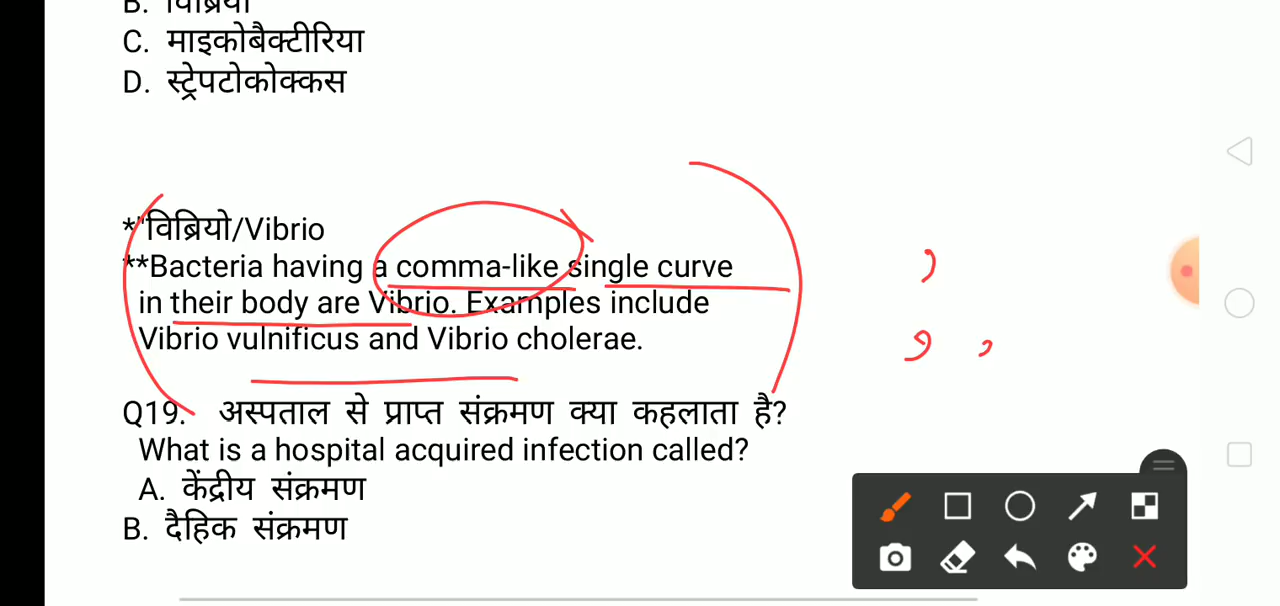 B. विब्रियो
C. माइकोबैक्टीरिया
D. स्ट्रेपटोकोक्कस
*"विब्रियो/Vibrio
**Bacteria having a comma-like single curve
in their body are Vibrio. Examples include
Vibrio vulnificus and Vibrio cholerae.
Q19. अस्पताल से प्राप्त संक्रमण क्या कहलाता है?
What is a hospital acquired infection called?
A. केंद्रीय संक्रमण
B. दैहिक संक्रमण